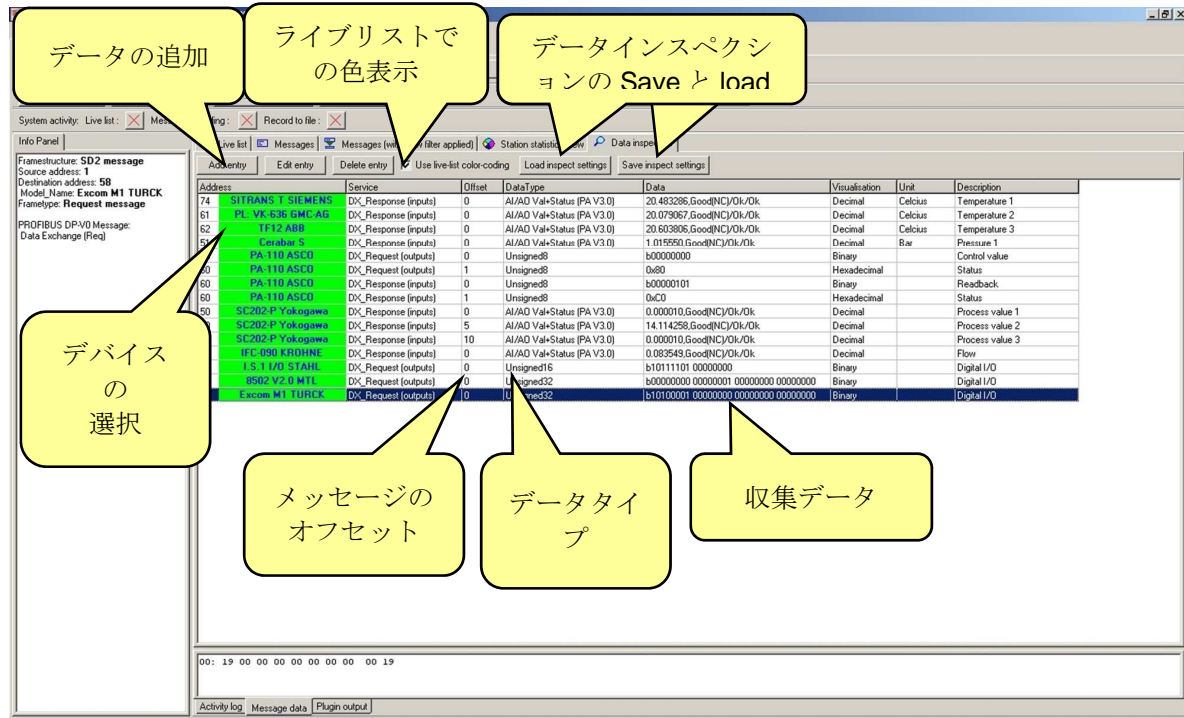 データの追加
ライブリストで
の色表示
データインスペクシ
ョンの Save と load
System activity: Live list : Record to file :
Info Panel
Live list Messages Station statistic Data
Add entry Edit entry Delete entry Use live-list color-coding Load inspect settings Save inspect settings
Framestructure: SD2 message
Source address: 1
Destination address: 58
Model_Name: Excom M1 TURCK
Frametype: Request message
PROFIBUS DP-V0 Message:
Data Exchange (Req)
Address Service Offset DataType Data Visualisation Unit Description
74 SITRANS T SIEMENS DX_Response (inputs) 0 AI/AO Val+Status (PA V3.0) 20.483286,Good(NC)/Ok/Ok Decimal Celcius Temperature 1
61 PL: VK-636 GMC-AG DX_Response (inputs) 0 AI/AO Val+Status (PA V3.0) 20.079067,Good(NC)/Ok/Ok Decimal Celcius Temperature 2
62 TF12 ABB DX_Response (inputs) 0 AI/AO Val+Status (PA V3.0) 20.603806,Good(NC)/Ok/Ok Decimal Celcius Temperature 3
51 Cerabar S DX_Response (inputs) 0 AI/AO Val+Status (PA V3.0) 1.015550,Good(NC)/Ok/Ok Decimal Bar Pressure 1
PA-110 ASCO DX_Request (outputs) 0 Unsigned8 b00000000 Binary Control value
PA-110 ASCO DX_Request (outputs) 1 Unsigned8 0x80 Hexadecimal Status
60 PA-110 ASCO DX_Response (inputs) 0 Unsigned8 b00000101 Binary Readback
60 PA-110 ASCO DX_Response (inputs) 1 Unsigned8 0xC0 Hexadecimal Status
50 SC202-P Yokogawa DX_Response (inputs) 0 AI/AO Val+Status (PA V3.0) 0.000010,Good(NC)/Ok/Ok Decimal Process value 1
SC202-P Yokogawa DX_Response (inputs) 5 AI/AO Val+Status (PA V3.0) 14.114258,Good(NC)/Ok/Ok Decimal Process value 2
SC202-P Yokogawa DX_Response (inputs) 10 AI/AO Val+Status (PA V3.0) 0.000010,Good(NC)/Ok/Ok Decimal Process value 3
IFC-090 KROHNE DX_Response (inputs) 0 AI/AO Val+Status (PA V3.0) 0.083549,Good(NC)/Ok/Ok Decimal Flow
I.S.1 I/O STAHL DX_Request (outputs) 0 Unsigned16 b10111101 00000000 Binary Digital I/O
8502 V2.0 MTL DX_Request (outputs) 0 Unsigned32 b00000000 00000001 00000000 00000000 Binary Digital I/O
Excom M1 TURCK DX_Request (outputs) 0 Unsigned32 b10100001 00000000 00000000 00000000 Binary Digital I/O
デバイス
の
選択
メッセージの
オフセット
データタイ
プ
収集データ
00: 19 00 00 00 00 00 00 00 00 19
Activity log Message data Plugin output